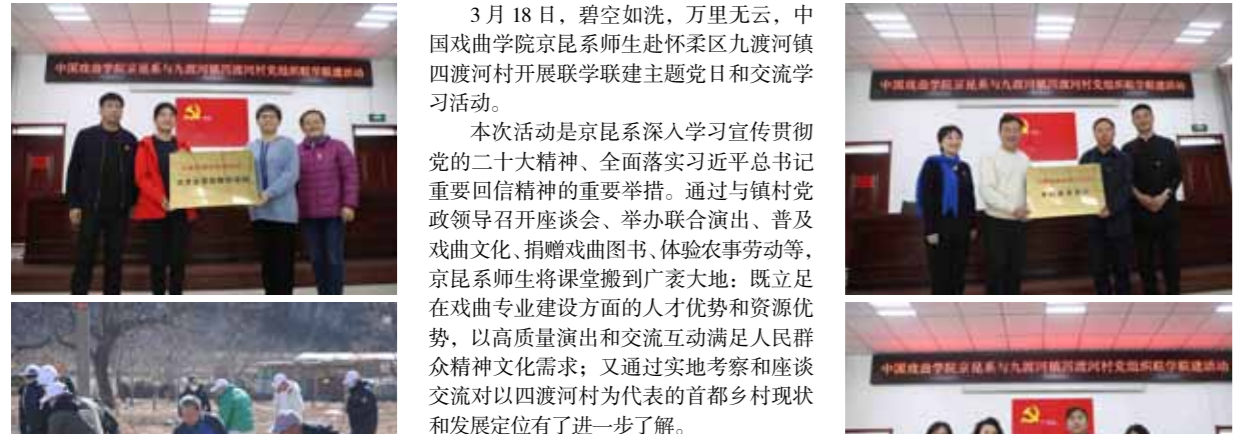 中国戏曲学院京昆系与九渡河镇四渡河村党组织联学联建活动
3 月 18 日，碧空如洗，万里无云，中
国戏曲学院京昆系师生赴怀柔区九渡河镇
四渡河村开展联学联建主题党日和交流学
习活动。
本次活动是京昆系深入学习宣传贯彻
党的二十大精神、全面落实习近平总书记
重要回信精神的重要举措。通过与镇村党
政领导召开座谈会、举办联合演出、普及
戏曲文化、捐赠戏曲图书、体验农事劳动等，
京昆系师生将课堂搬到广袤大地：既立足
在戏曲专业建设方面的人才优势和资源优
势，以高质量演出和交流互动满足人民群
众精神文化需求；又通过实地考察和座谈
交流对以四渡河村为代表的首都乡村现状
和发展定位有了进一步了解。
中国戏曲学院京昆系与九渡河镇四渡河村党组织联学联建活动
中国戏曲学院京昆系与九渡河镇四渡河村党组织联学联建活动